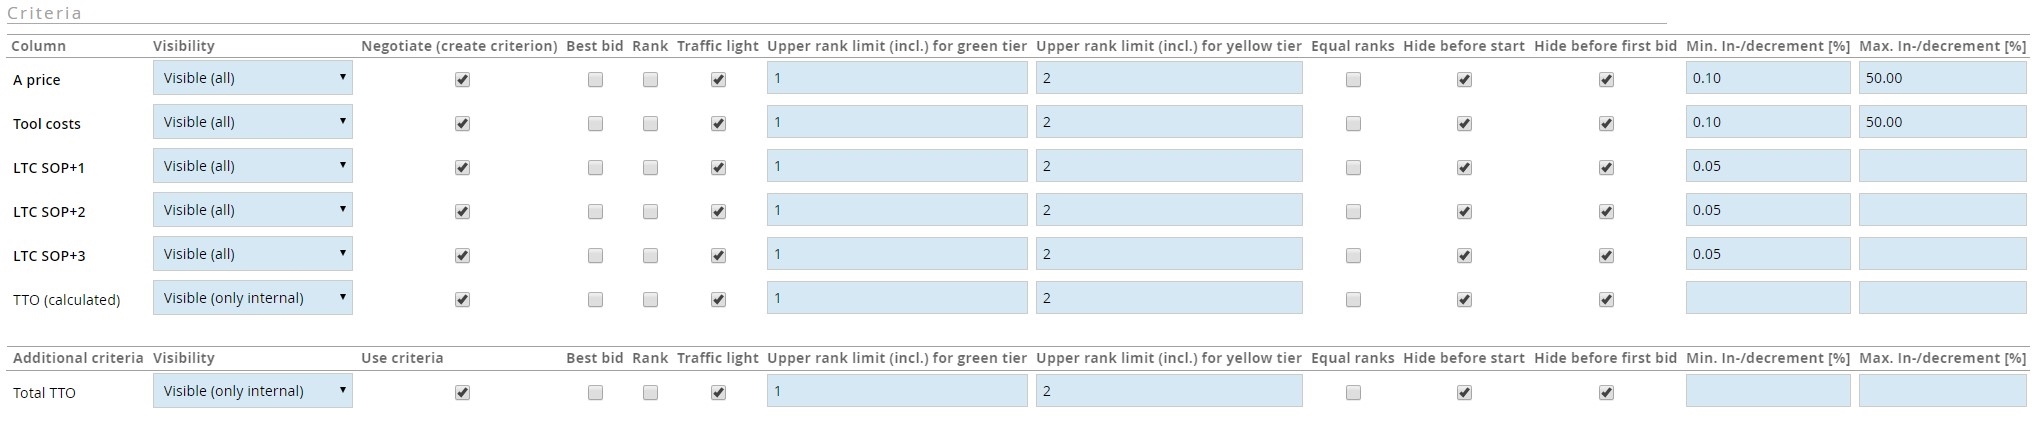 Criteria
Column Visibility Negotiate (create criterion) Best bid Rank Traffic light Upper rank limit (incl.) for green tier Upper rank limit (incl.) for yellow tier Equal ranks Hide before start Hide before first bid Min. In-/decrement [%] Max. In-/decrement [%]
A price Visible (all) 1 2 0.10 50.00
Tool costs Visible (all) 1 2 0.10 50.00
LTC SOP+1 Visible (all) 1 2 0.05
LTC SOP+2 Visible (all) 1 2 0.05
LTC SOP+3 Visible (all) 1 2 0.05
TTO (calculated) Visible (only internal) 1 2
Additional criteria Visibility Use criteria Best bid Rank Traffic light Upper rank limit (incl.) for green tier Upper rank limit (incl.) for yellow tier Equal ranks Hide before start Hide before first bid Min. In-/decrement [%] Max. In-/decrement [%]
Total TTO Visible (only internal) 1 2